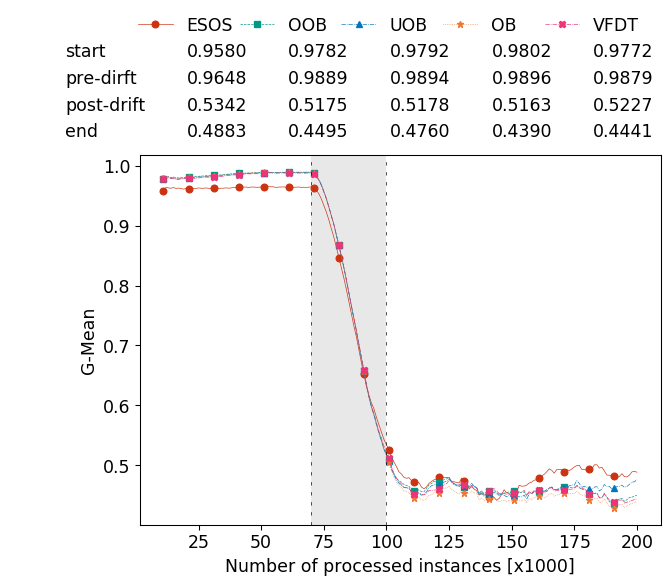 ESOS OOB UOB OB VFDT
start 0.9580 0.9782 0.9792 0.9802 0.9772
pre-dirft 0.9648 0.9889 0.9894 0.9896 0.9879
post-drift 0.5342 0.5175 0.5178 0.5163 0.5227
end 0.4883 0.4495 0.4760 0.4390 0.4441
1.0
0.9
0.8
0.7
0.6
0.5
G-Mean
25 50 75 100 125 150 175 200
Number of processed instances [x1000]